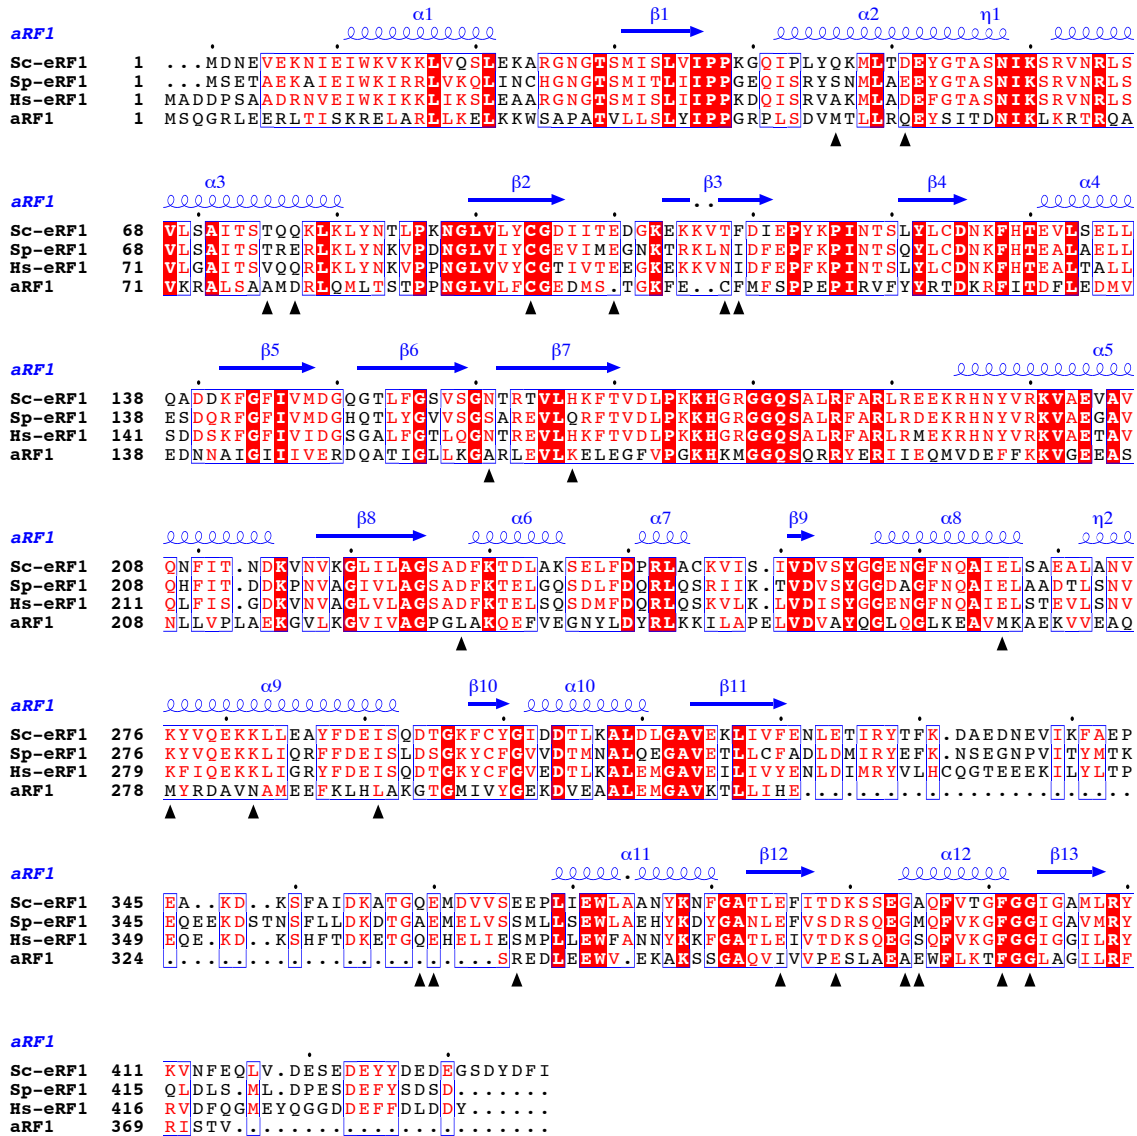 α1 β1 α2 η1
aRF1
Sc-eRF1 1 ...MDNEVEKNIEIWKVKKLVQSLEKARGNGTSMISLVIPPKGQIPLYQKMLTDEYGTASNIKSRVNRLS
Sp-eRF1 1 ...MSETAEKAIEIWKIRRLVKQLINCHGNGTSMITLIIPPGEQISRYSNMLAEEYGTASNIKSRVNRLS
Hs-eRF1 1 MADDPSAADRNVEIWKIKKLIKSLEAARGNGTSMISLIIPPKDQISRVAKMLADEFGTASNIKSRVNRLS
aRF1 1 MSQGRLEERLTISKRELARLLKELKKWSAPATVLLSLYIPPGRPLSDVMTLLRQEYSITDNIKLKRTRQA
α3 β2 β3 β4 α4
aRF1
Sc-eRF1 68 VLSAITSTQQKLKLYNTLPKNGLVLYCGDIITEDGKEKKVTFDIEPYKPINTSLYLCDNKFHTEVLSELL
Sp-eRF1 68 VLSAITSTRERLKLYNKVPDNGLVIYCGEVIMEGNKTRKLNIDFEPFKPINTSQYLCDNKFHTEALAELL
Hs-eRF1 71 VLGAITSVQQRLKLYNKVPPNGLVVYCGTIVTEEGKEKKVNIDFEPFKPINTSLYLCDNKFHTEALTALL
aRF1 71 VKRALSAAMDRLQMLTSTPPNGLVLFCGEDMS.TGKFE..CFMFSPPEPIRVFYYRTDKRFITDFLEDMV
β5 β6 β7 α5
aRF1
Sc-eRF1 138 QADDKFGFIVMDGQGTLFGSVSGNTRTVLHKFTVDLPKKHGRGGQSALRFARLREEKRHNYVRKVAEVAV
Sp-eRF1 138 ESDQRFGFIVMDGHQTLYGVVSGSAREVLQKFTVDLPKKHGRGGQSALRFARLRDEKRHNYVRKVAEGAV
Hs-eRF1 141 SDDSKFGFIVIDGSGALFGTLQGNTREVLHKFTVDLPKKHGRGGQSALRFARLRMEKRHNYVRKVAETAV
aRF1 138 EDNNAIGIIIVERDQATIGLLKGARLEVLKELEGFVPGKHKMGGQSQRRYERIIEQMVDEFFKKVGEEAS
β8 α6 α7 β9 α8 η2
aRF1
Sc-eRF1 208 QNFIT.NDKVNVKGLILAGSADFKTDLAKSELFDPRLACKVIS.IVDVSYGGENGFNQAIELSAEALANV
Sp-eRF1 208 QHFIT.DDKPNVAGIVLAGSADFKTELGQSDLFDQRLQSRIIK.TVDVSYGGDAGFNQAIELAADTLSNV
Hs-eRF1 211 QLFIS.GDKVNVAGLVLAGSADFKTELSQSDMFDQRLQSKVLK.LVDISYGGENGFNQAIELSTEVLSNV
aRF1 208 NLLVPLAEKGVLKGVIVAGPGLAKQEFVEGNYLDYRLKKILAPELVDVAYQGLQGLKEAVMKAEKVVEAQ
α9 β10 α10 β11
aRF1
Sc-eRF1 276 KYVQEKKLLEAYFDEISQDTGKFCYGIDDTLKALDLGAVEKLIVFENLETIRYTFK.DAEDNEVIKFAEP
Sp-eRF1 276 KYVQEKKLIQRFFDEISLDSGKYCFGVVDTMNALQEGAVETLLCFADLDMIRYEFK.NSEGNPVITYMTK
Hs-eRF1 279 KFIQEKKLIGRYFDEISQDTGKYCFGVEDTLKALEMGAVEILIVYENLDIMRYVLHCQGTEEEKILYLTP
aRF1 278 MYRDAVNAMEEFKLHLAKGTGMIVYGEKDVEAALEMGAVKTLLIHE........................
α11 β12 α12 β13
aRF1
Sc-eRF1 345 EA..KD..KSFAIDKATGQEMDVVSEEPLIEWLAANYKNFGATLEFITDKSSEGAQFVTGFGGIGAMLRY
Sp-eRF1 345 EQEEKDSTNSFLLDKDTGAEMELVSSMLLSEWLAEHYKDYGANLEFVSDRSQEGMQFVKGFGGIGAVLRY
Hs-eRF1 349 EQE.KD..KSHFTDKETGQEHELIESMPLLEWFANNYKKFGATLEIVTDKSQEGSQFVKGFGGIGGILRY
aRF1 324 ........................SREDLEEWV.EKAKSSGAQVIVVPESLAEAEWFLKTFGGLAGILRF
aRF1
Sc-eRF1 411 KVNFEQLV.DESEDEYYDEDEGSDYDFI
Sp-eRF1 415 QLDLS.ML.DPESDEFYSDSD.......
Hs-eRF1 416 RVDFQGMEYQGGDDEFFDLDDY......
aRF1 369 RISTV.......................